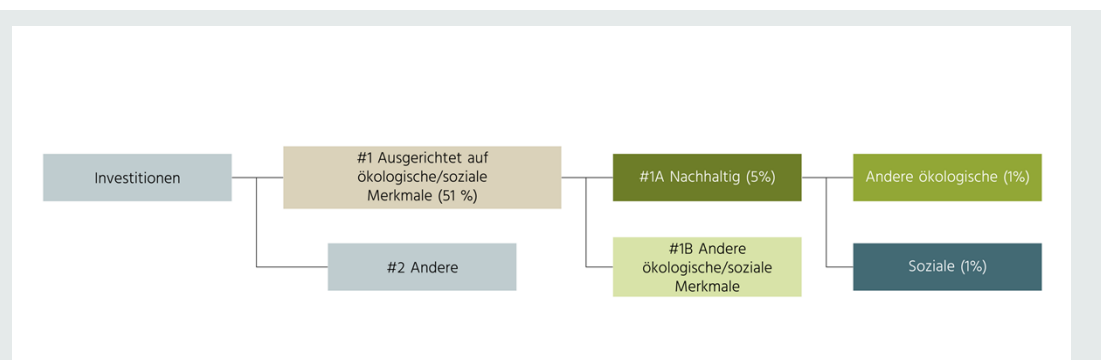 Investitionen
#1 Ausgerichtet auf
ökologische/soziale
Merkmale (51 %)
#1A Nachhaltig (5%)
Andere ökologische (1%)
#2 Andere
#1B Andere
ökologische/soziale
Merkmale
Soziale (1%)